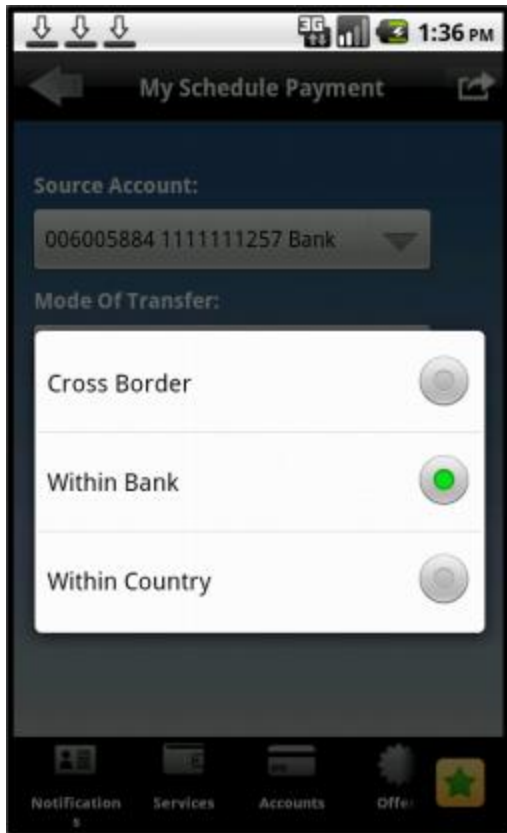 3G 1:36 PM
My Schedule Payment
Source Account:
006005884 1111111257 Bank
Mode Of Transfer:
Cross Border
Within Bank
Within Country
Notification
s
Services
Accounts
Offe